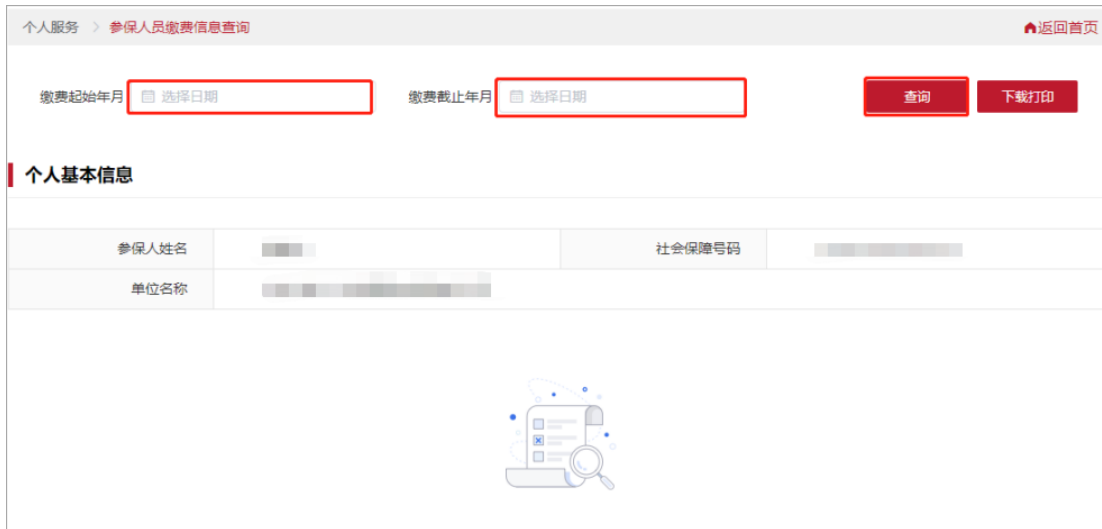 个人服务 > 参保人员缴费信息查询 返回首页
缴费起始年月 选择日期 缴费截止年月 选择日期 查询 下载打印
个人基本信息
参保人姓名 社会保障号码
单位名称